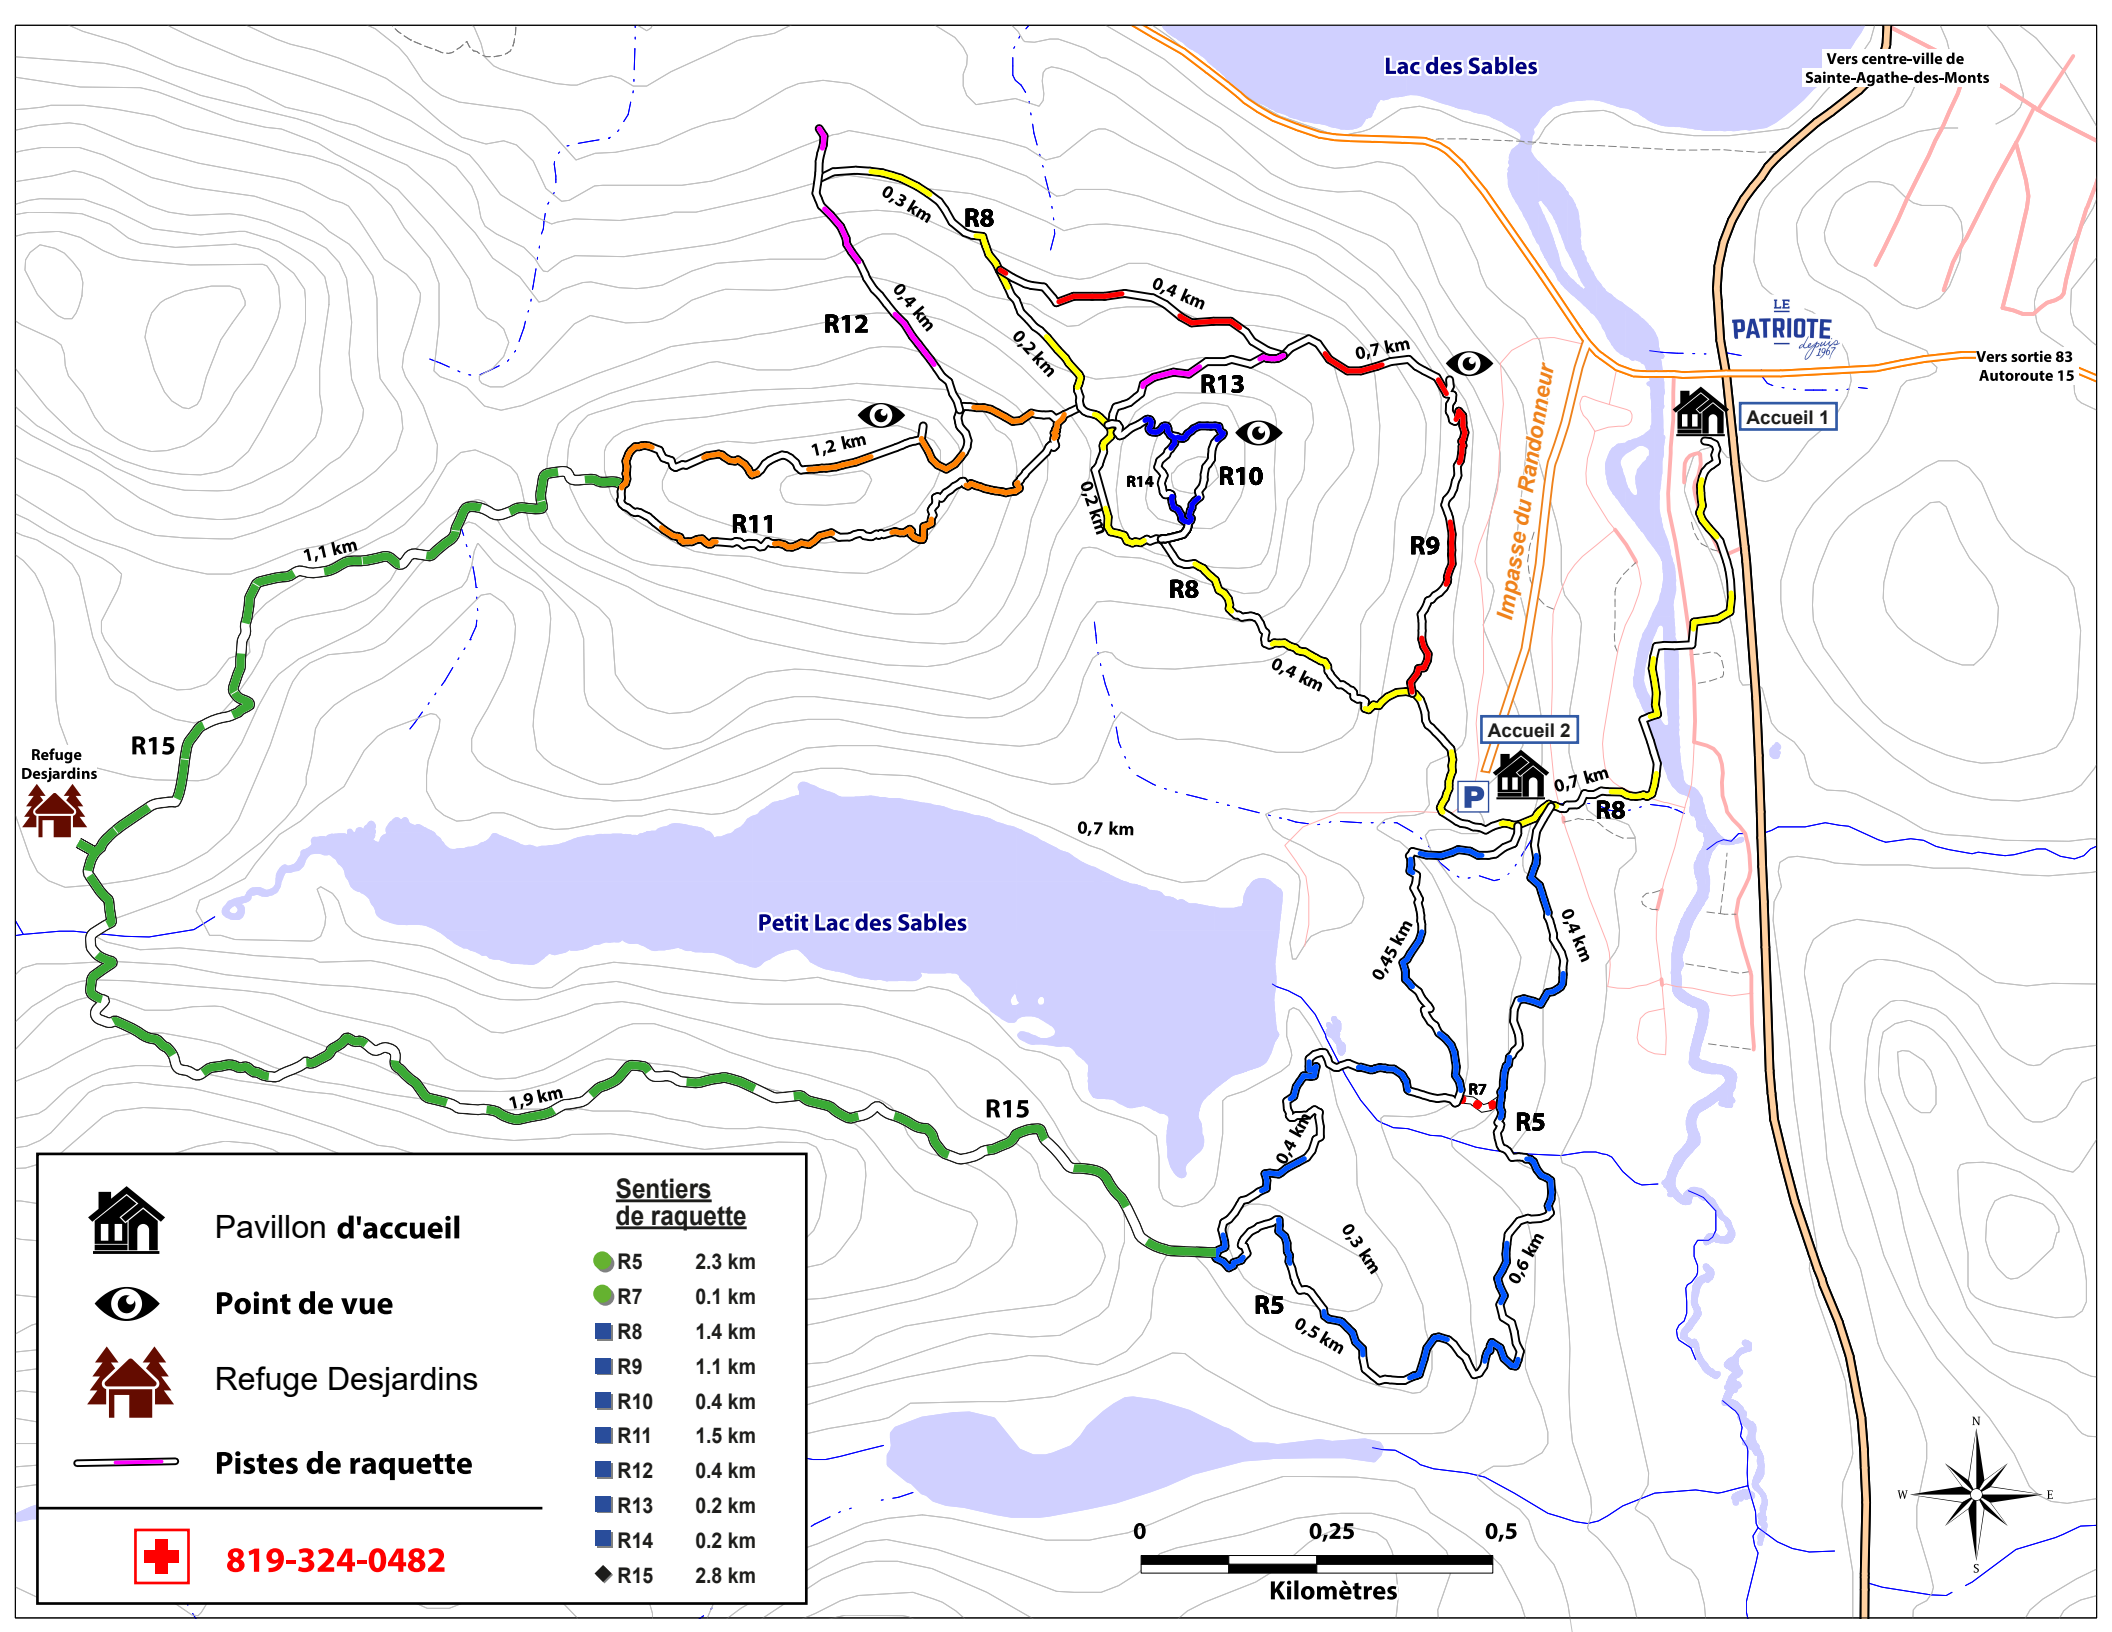 Lac des Sables
Vers centre-ville de
Sainte-Agathe-des-Monts
0,3 km
R8
0,4 km
0,4 km
R12
0,2 km
0,7 km
LE
PATRIOTE
depuis
1967
Vers sortie 83
Autoroute 15
R13
Accueil 1
1,2 km
R10
R14
0,2 km
R11
Impasse du Randonneur
R9
1,1 km
R8
0,4 km
R15
Accueil 2
Refuge
Desjardins
P
0,7 km
R8
0,7 km
Petit Lac des Sables
0,45 km
0,4 km
R7
1,9 km
R15
R5
0,4 km
0,3 km
0,6 km
R5
0,5 km
Pavillon d'accueil
Point de vue
Refuge Desjardins
Pistes de raquette
819-324-0482
Sentiers
de raquette
R5 2.3 km
R7 0.1 km
R8 1.4 km
R9 1.1 km
R10 0.4 km
R11 1.5 km
R12 0.4 km
R13 0.2 km
R14 0.2 km
R15 2.8 km
0 0,25 0,5
Kilomètres
N
W E
S